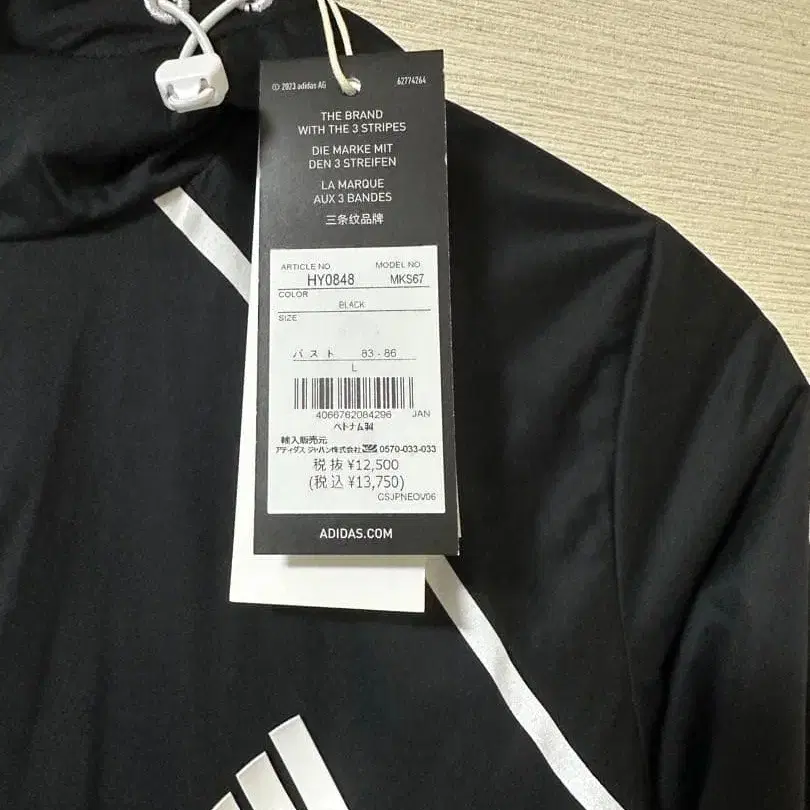 © 2023 adidas AG 62774264
THE BRAND
WITH THE 3 STRIPES
DIE MARKE MIT
DEN 3 STREIFEN
LA MARQUE
AUX 3 BANDES
三条纹品牌
ARTICLE NO MODEL NO
HY0848 MKS67
COLOR
BLACK
SIZE
バスト 83 - 86
L
4066762084296 JAN
ベトナム製
輸入販売元
アディダス ジャパン株式会社 0570-033-033
税抜 ¥12,500
(税込 ¥13,750)
CSJPNEOV06
ADIDAS.COM